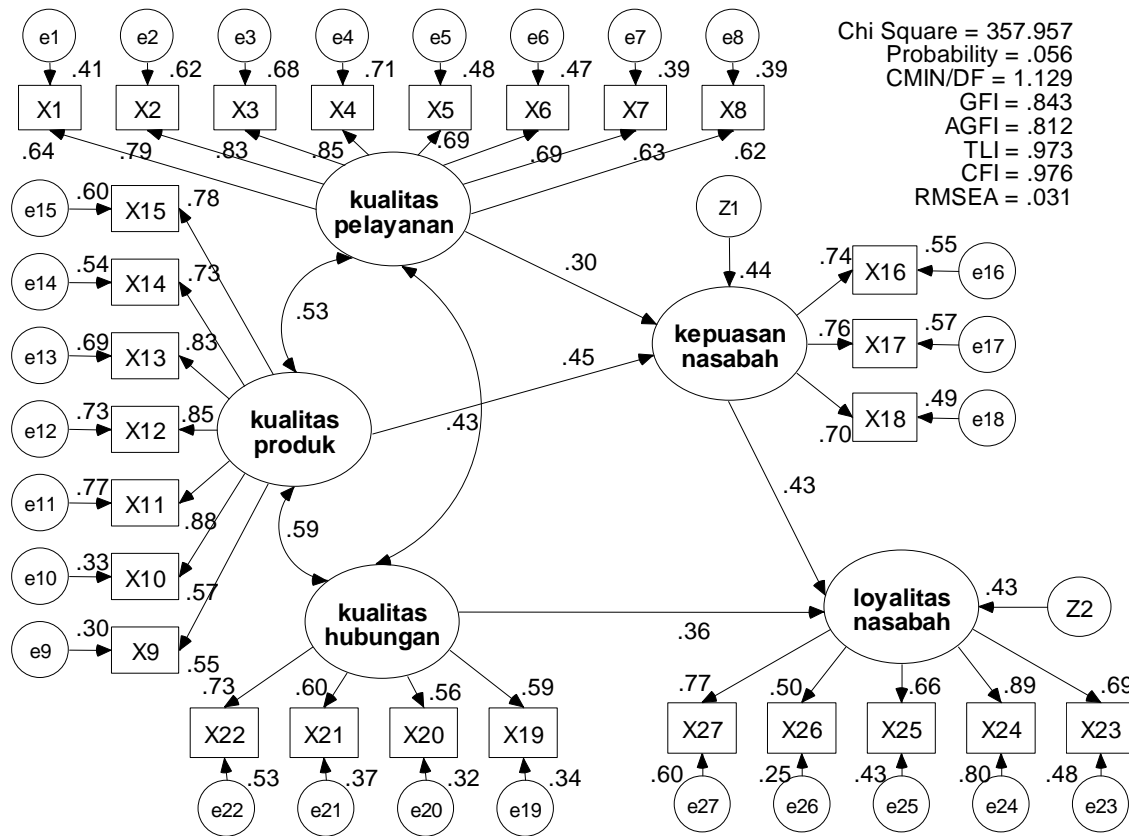 e1 e2 e3 e4 e5 e6 e7 e8
.41 .62 .68 .71 .48 .47 .39 .39
X1 X2 X3 X4 X5 X6 X7 X8
.64 .79 .83 .85 .69 .69 .63 .62
Chi Square = 357.957
Probability = .056
CMIN/DF = 1.129
GFI = .843
AGFI = .812
TLI = .973
CFI = .976
RMSEA = .031
kualitas
pelayanan
e15 .60 X15 .78
e14 .54 X14 .73
e13 .69 X13 .83
e12 .73 X12 .85
e11 .77 X11 .88
e10 .33 X10 .57
e9 .30 X9 .55
kualitas
produk
.53
.43
.59
.30
.45
Z1
.44
kepuasan
nasabah
.74 X16 .55 e16
.76 X17 .57 e17
.70 X18 .49 e18
.43
kualitas
hubungan
.36
loyalitas
nasabah
.43 Z2
.73 .60 .56 .59
X22 X21 X20 X19
.53 .37 .32 .34
e22 e21 e20 e19
.77 .50 .66 .89 .69
X27 X26 X25 X24 X23
.60 .25 .43 .80 .48
e27 e26 e25 e24 e23